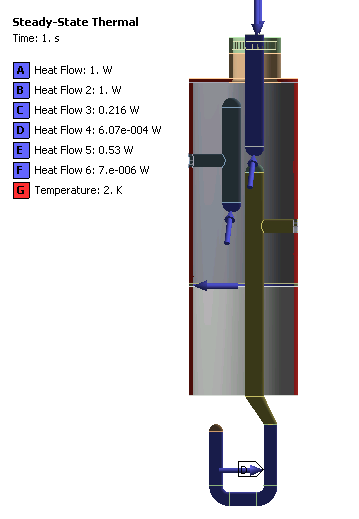 Steady-State Thermal
Time: 1. s
A Heat Flow: 1. W
B Heat Flow 2: 1. W
C Heat Flow 3: 0.216 W
D Heat Flow 4: 6.07e-004 W
E Heat Flow 5: 0.53 W
F Heat Flow 6: 7.e-006 W
G Temperature: 2. K
D